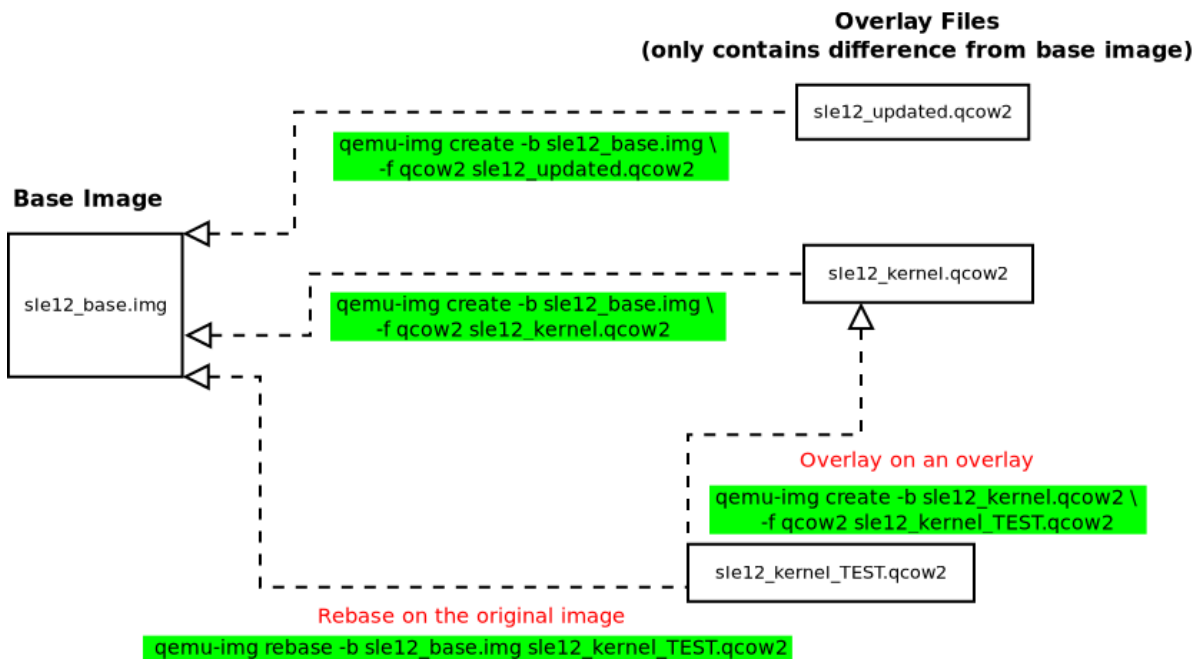 Overlay Files
(only contains difference from base image)
sle12_updated.qcow2
qemu-img create -b sle12_base.img \
-f qcow2 sle12_updated.qcow2
Base Image
sle12_base.img
sle12_kernel.qcow2
qemu-img create -b sle12_base.img \
-f qcow2 sle12_kernel.qcow2
Overlay on an overlay
qemu-img create -b sle12_kernel.qcow2 \
-f qcow2 sle12_kernel_TEST.qcow2
sle12_kernel_TEST.qcow2
Rebase on the original image
qemu-img rebase -b sle12_base.img sle12_kernel_TEST.qcow2